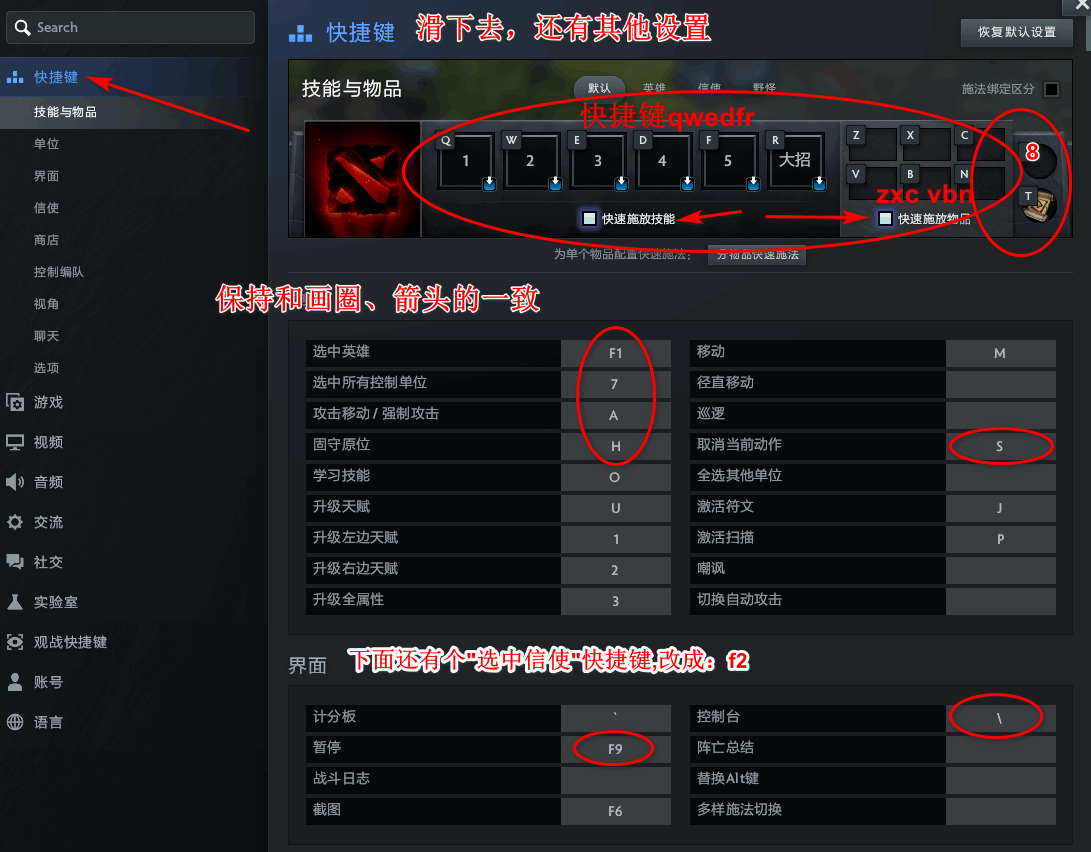 Search
快捷键
技能与物品
单位
界面
信使
商店
控制编队
视角
聊天
选项
游戏
视频
音频
交流
社交
实验室
观战快捷键
账号
语言
快捷键
滑下去，还有其他设置
恢复默认设置
技能与物品
默认 英雄 信使 野怪
施法绑定区分
快捷键qwedfr
Q W E D F R
1 2 3 4 5 大招
Z X C
V B N
8
T
zxc vbn
快速施放技能
快速施放物品
为单个物品配置快速施法：
分物品快速施法
保持和画圈、箭头的一致
选中英雄 F1 移动 M
选中所有控制单位 7 径直移动
攻击移动 / 强制攻击 A 巡逻
固守原位 H 取消当前动作 S
学习技能 O 全选其他单位
升级天赋 U 激活符文 J
升级左边天赋 1 激活扫描 P
升级右边天赋 2 嘲讽
升级全属性 3 切换自动攻击
界面
下面还有个"选中信使"快捷键,改成：f2
计分板 ` 控制台 \
暂停 F9 阵亡总结
战斗日志 替换Alt键
截图 F6 多样施法切换